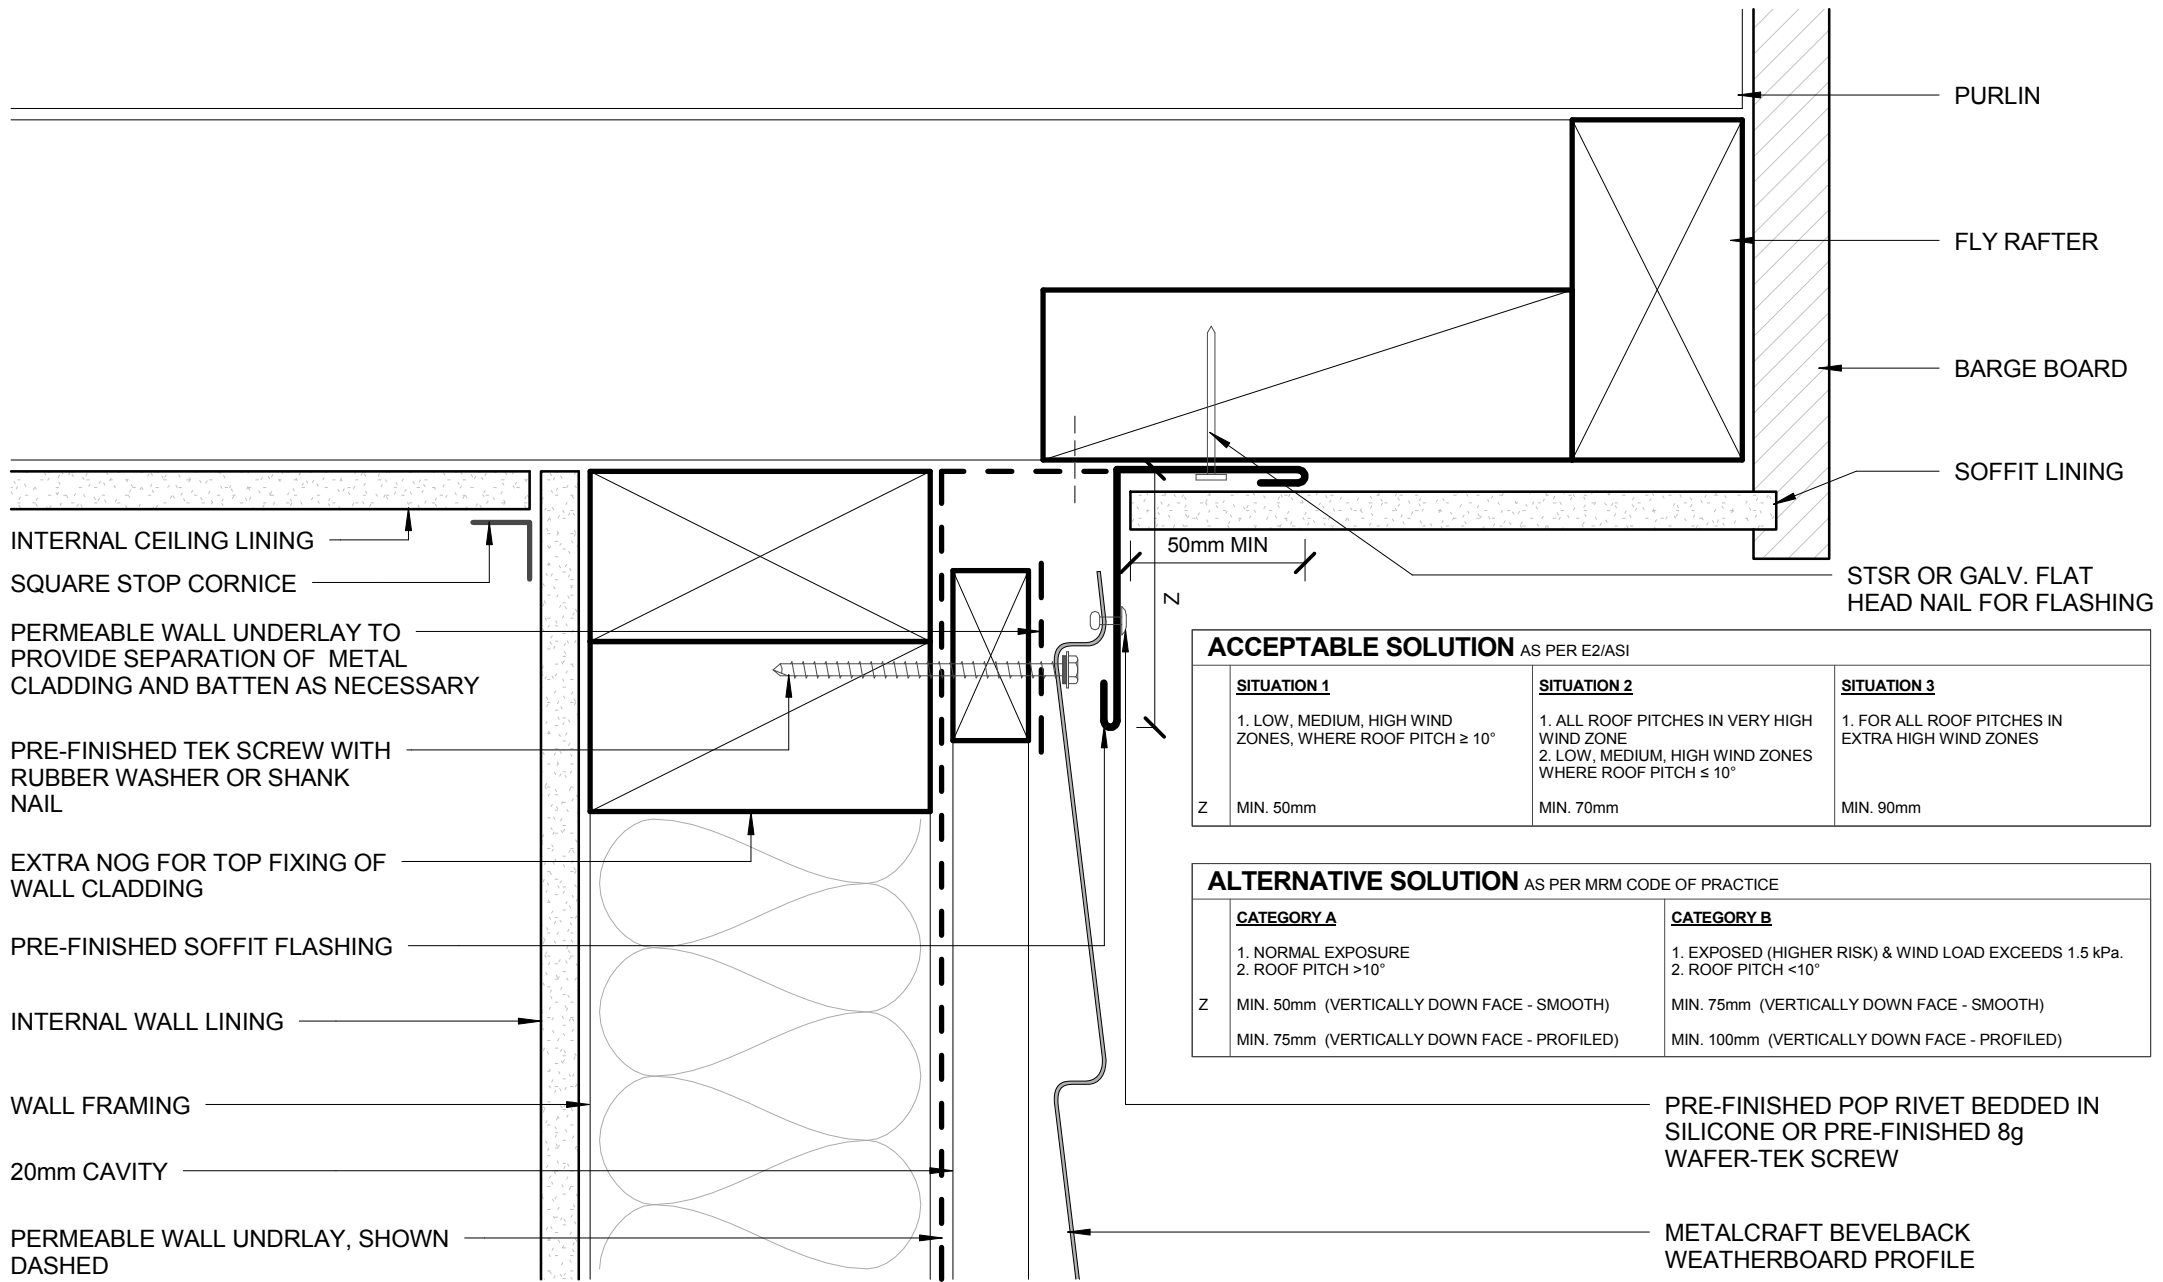 PURLIN
FLY RAFTER
BARGE BOARD
SOFFIT LINING
STSR OR GALV. FLAT
HEAD NAIL FOR FLASHING
50mm MIN
Z
INTERNAL CEILING LINING
SQUARE STOP CORNICE
PERMEABLE WALL UNDERLAY TO
PROVIDE SEPARATION OF METAL
CLADDING AND BATTEN AS NECESSARY
PRE-FINISHED TEK SCREW WITH
RUBBER WASHER OR SHANK
NAIL
EXTRA NOG FOR TOP FIXING OF
WALL CLADDING
PRE-FINISHED SOFFIT FLASHING
INTERNAL WALL LINING
WALL FRAMING
20mm CAVITY
PERMEABLE WALL UNDRLAY, SHOWN
DASHED
ACCEPTABLE SOLUTION AS PER E2/ASI
SITUATION 1
1. LOW, MEDIUM, HIGH WIND
ZONES, WHERE ROOF PITCH ≥ 10°
SITUATION 2
1. ALL ROOF PITCHES IN VERY HIGH
WIND ZONE
2. LOW, MEDIUM, HIGH WIND ZONES
WHERE ROOF PITCH ≤ 10°
SITUATION 3
1. FOR ALL ROOF PITCHES IN
EXTRA HIGH WIND ZONES
Z MIN. 50mm MIN. 70mm MIN. 90mm
ALTERNATIVE SOLUTION AS PER MRM CODE OF PRACTICE
CATEGORY A
1. NORMAL EXPOSURE
2. ROOF PITCH >10°
CATEGORY B
1. EXPOSED (HIGHER RISK) & WIND LOAD EXCEEDS 1.5 kPa.
2. ROOF PITCH <10°
Z MIN. 50mm (VERTICALLY DOWN FACE - SMOOTH) MIN. 75mm (VERTICALLY DOWN FACE - SMOOTH)
MIN. 75mm (VERTICALLY DOWN FACE - PROFILED) MIN. 100mm (VERTICALLY DOWN FACE - PROFILED)
PRE-FINISHED POP RIVET BEDDED IN
SILICONE OR PRE-FINISHED 8g
WAFER-TEK SCREW
METALCRAFT BEVELBACK
WEATHERBOARD PROFILE